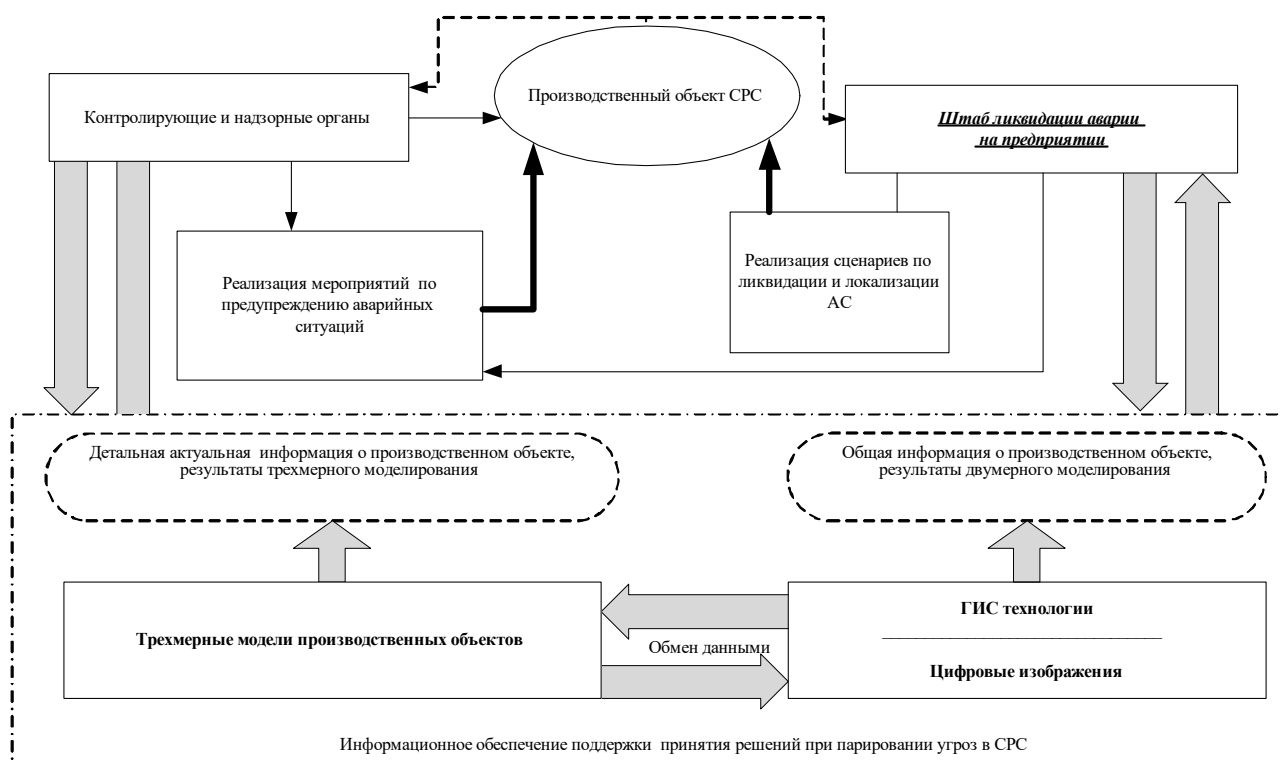 Производственный объект СРС
Контролирующие и надзорные органы
Штаб ликвидации аварии
на предприятии
Реализация мероприятий по
предупреждению аварийных
ситуаций
Реализация сценариев по
ликвидации и локализации
АС
Детальная актуальная информация о производственном объекте,
результаты трехмерного моделирования
Общая информация о производственном объекте,
результаты двумерного моделирования
Трехмерные модели производственных объектов
Обмен данными
ГИС технологии
Цифровые изображения
Информационное обеспечение поддержки принятия решений при парировании угроз в СРС